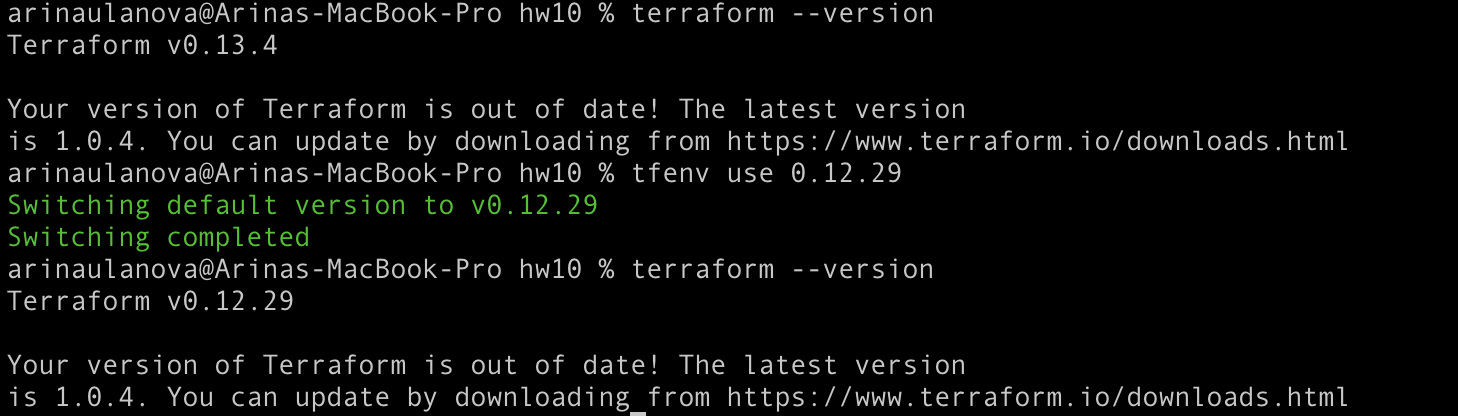 arinaulanova@Arinas-MacBook-Pro hw10 % terraform --version
Terraform v0.13.4
Your version of Terraform is out of date! The latest version
is 1.0.4. You can update by downloading from https://www.terraform.io/downloads.html
arinaulanova@Arinas-MacBook-Pro hw10 % tfenv use 0.12.29
Switching default version to v0.12.29
Switching completed
arinaulanova@Arinas-MacBook-Pro hw10 % terraform --version
Terraform v0.12.29
Your version of Terraform is out of date! The latest version
is 1.0.4. You can update by downloading from https://www.terraform.io/downloads.html